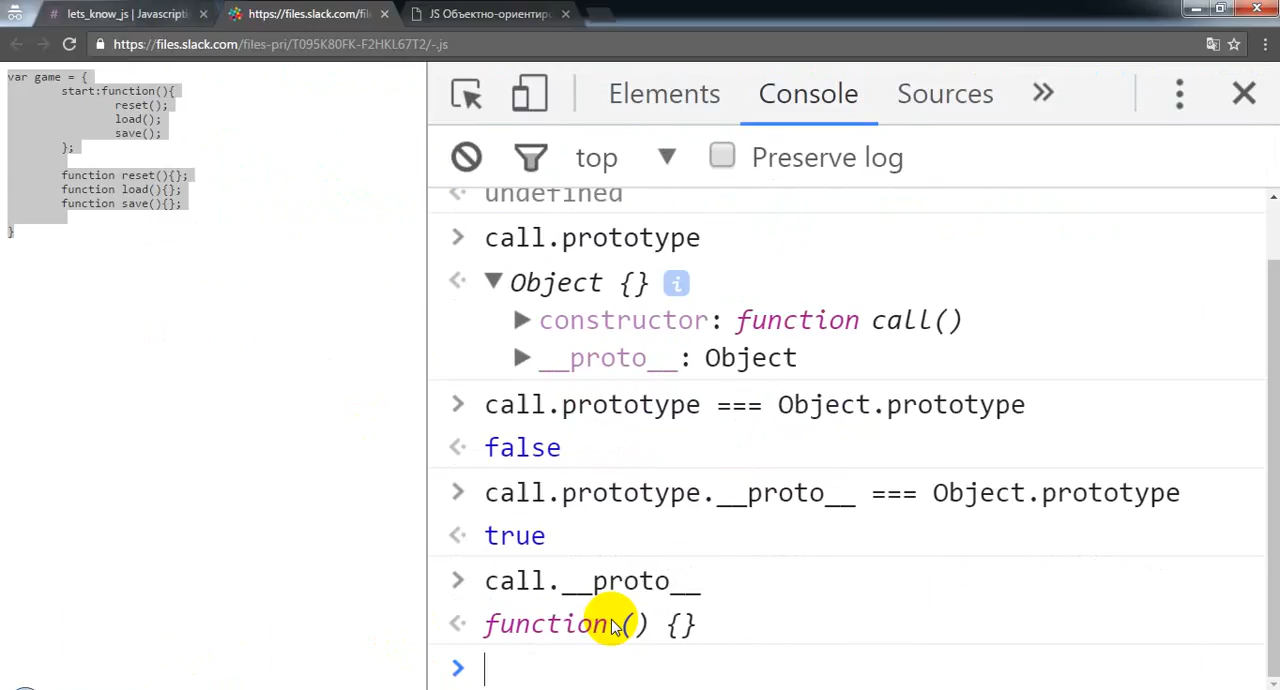 lets_know_js | Javascripti
https://files.slack.com/fil
JS Объектно-ориентиро
https://files.slack.com/files-pri/T095K80FK-F2HKL67T2/-.js
var game = {
start:function(){
reset();
load();
save();
};
function reset(){};
function load(){};
function save(){};
}
Elements Console Sources »
top Preserve log
undefined
call.prototype
Object {} i
constructor: function call()
__proto__: Object
call.prototype === Object.prototype
false
call.prototype.__proto__ === Object.prototype
true
call.__proto__
function () {}